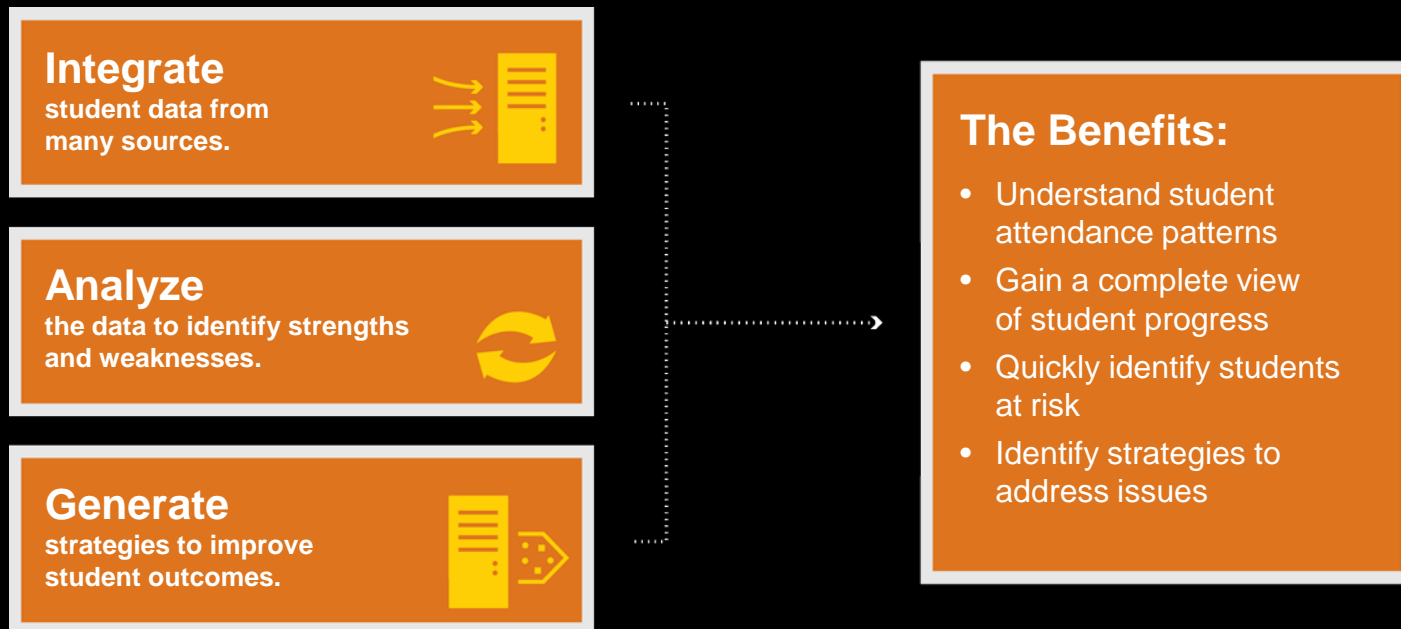 Integrate
student data from
many sources.
Analyze
the data to identify strengths
and weaknesses.
Generate
strategies to improve
student outcomes.
The Benefits:
• Understand student
attendance patterns
• Gain a complete view
of student progress
• Quickly identify students
at risk
• Identify strategies to
address issues